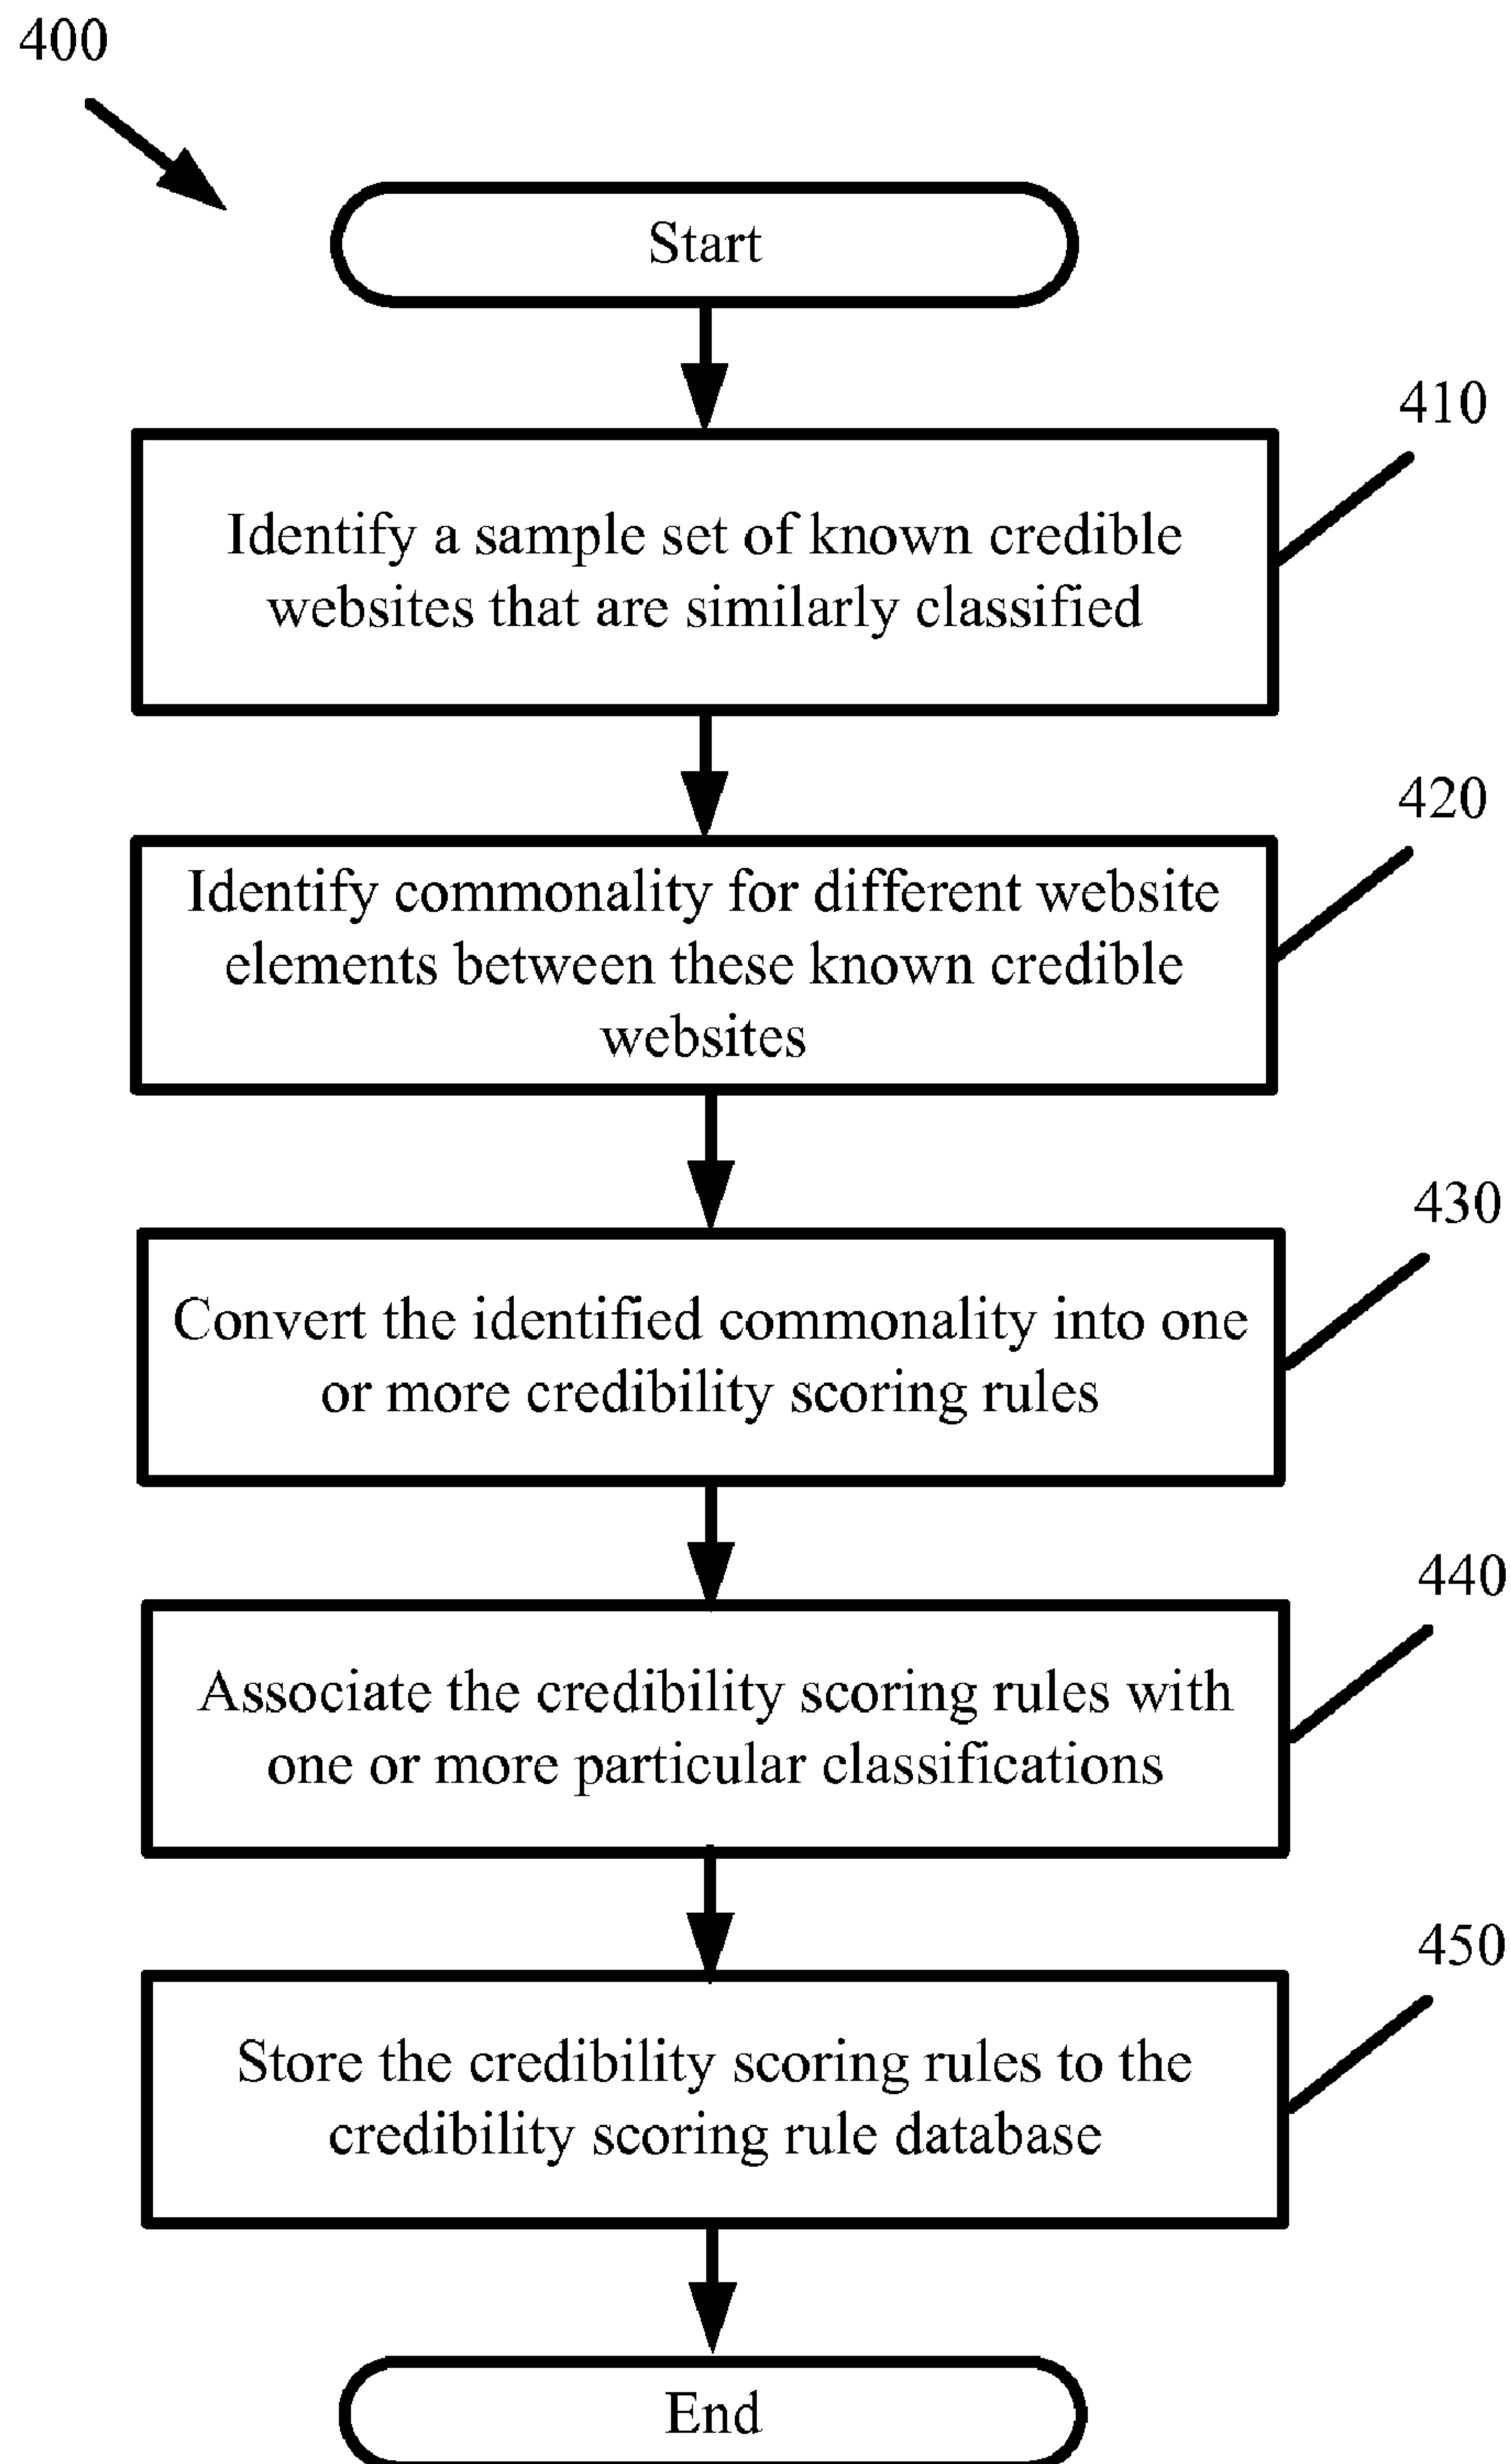 400
Start
410
Identify a sample set of known credible
websites that are similarly classified
420
Identify commonality for different website
elements between these known credible
websites
430
Convert the identified commonality into one
or more credibility scoring rules
440
Associate the credibility scoring rules with
one or more particular classifications
450
Store the credibility scoring rules to the
credibility scoring rule database
End